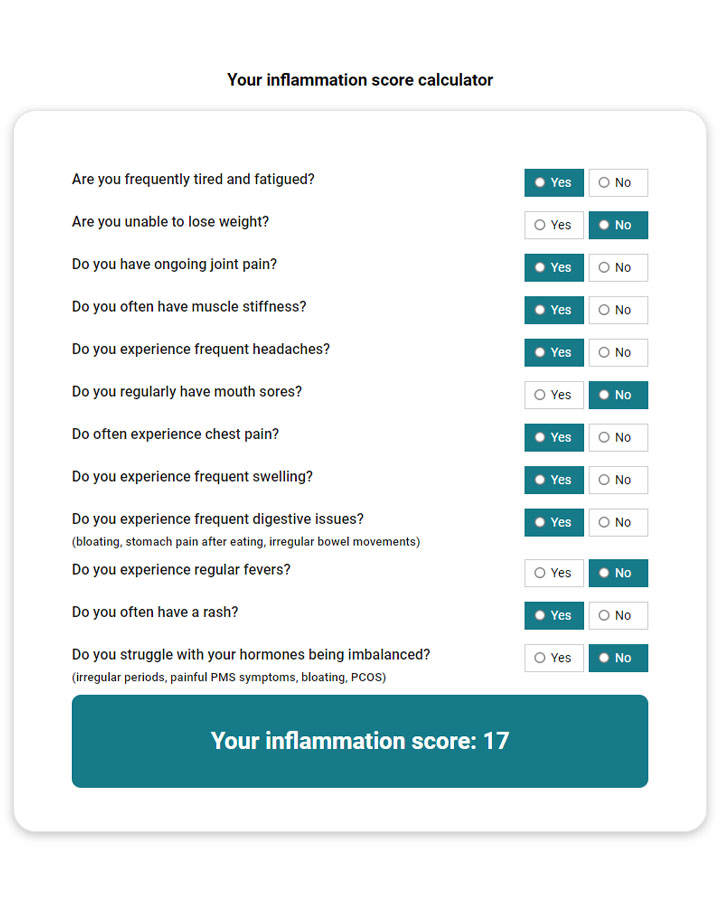 Your inflammation score calculator
Are you frequently tired and fatigued? Yes No
Are you unable to lose weight? Yes No
Do you have ongoing joint pain? Yes No
Do you often have muscle stiffness? Yes No
Do you experience frequent headaches? Yes No
Do you regularly have mouth sores? Yes No
Do often experience chest pain? Yes No
Do you experience frequent swelling? Yes No
Do you experience frequent digestive issues? Yes No
(bloating, stomach pain after eating, irregular bowel movements)
Do you experience regular fevers? Yes No
Do you often have a rash? Yes No
Do you struggle with your hormones being imbalanced? Yes No
(irregular periods, painful PMS symptoms, bloating, PCOS)
Your inflammation score: 17